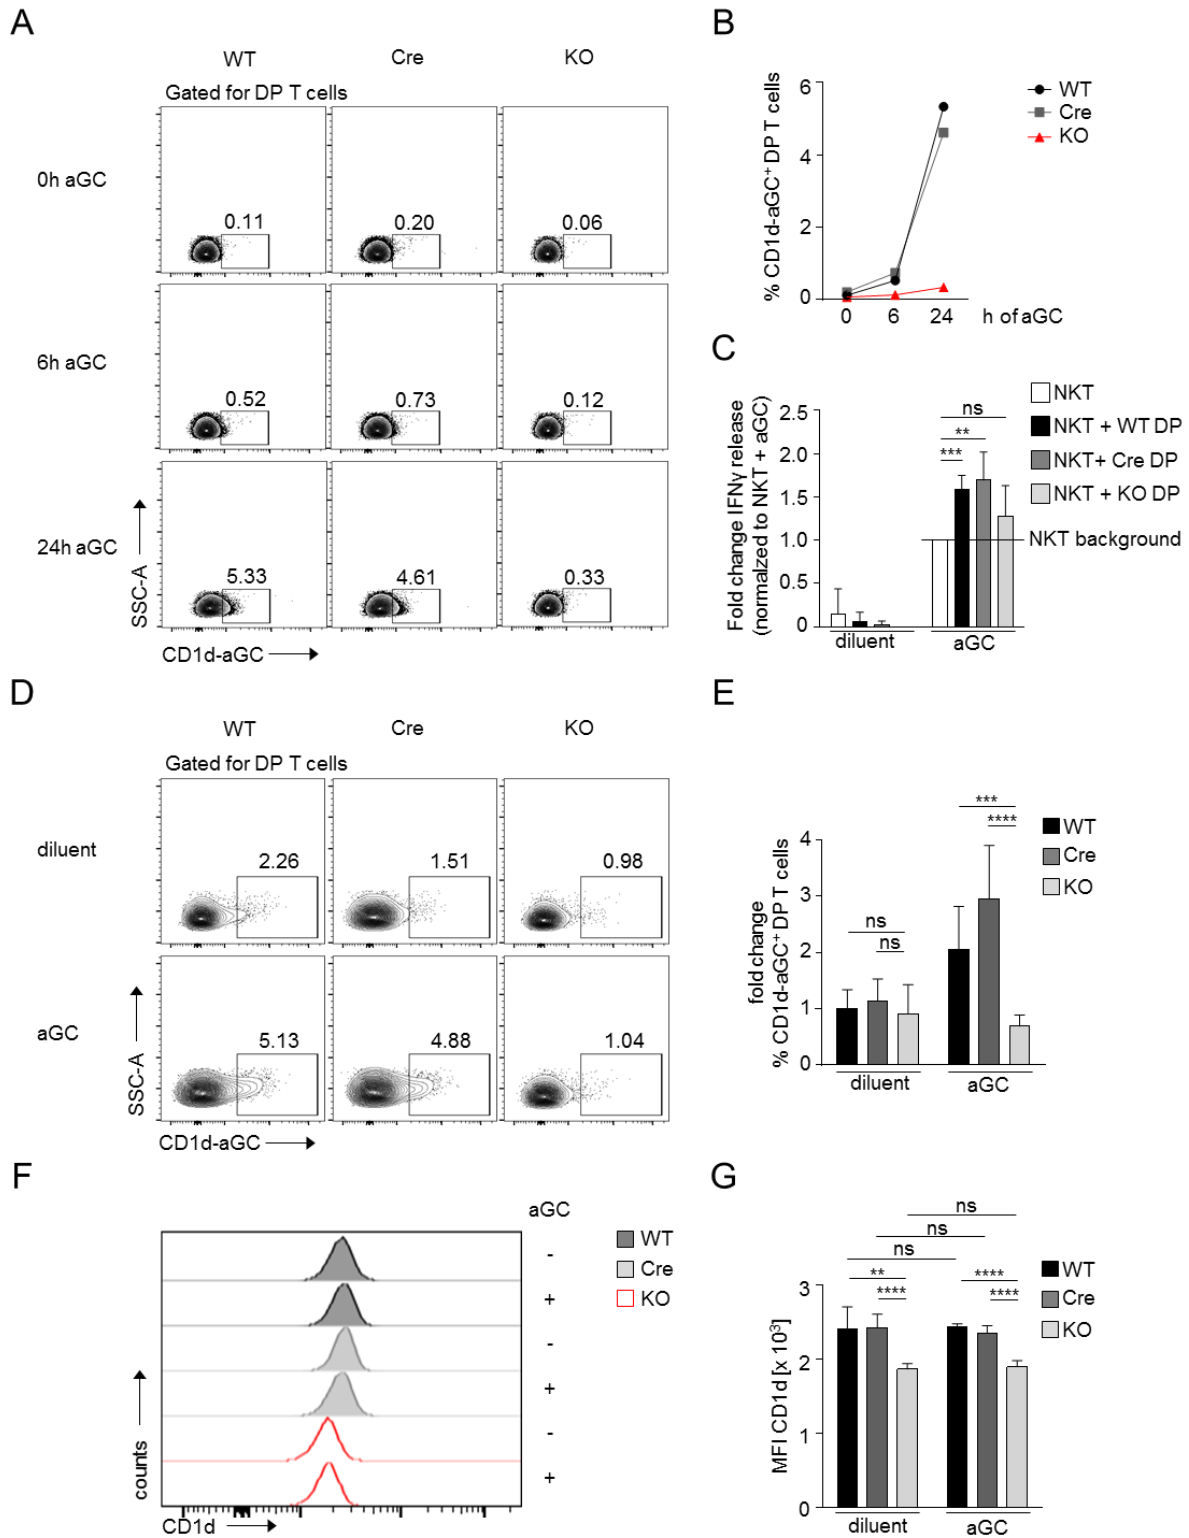 A
WT
Cre
KO
Gated for DP T cells
0h aGC
0.11
0.20
0.06
6h aGC
0.52
0.73
0.12
24h aGC
5.33
4.61
0.33
SSC-A
CD1d-aGC
B
% CD1d-aGC⁺ DP T cells
6
4
2
0
0
6
24
h of aGC
WT
Cre
KO
C
Fold change IFNγ release
(normalzed to NKT + aGC)
2.5
2.0
1.5
1.0
0.5
0
ns
**
***
diluent
aGC
NKT
NKT + WT DP
NKT+ Cre DP
NKT + KO DP
NKT background
D
WT
Cre
KO
Gated for DP T cells
diluent
2.26
1.51
0.98
aGC
5.13
4.88
1.04
SSC-A
CD1d-aGC
E
fold change
% CD1d-aGC⁺ DP T cells
4
3
2
1
0
ns
ns
***
****
diluent
aGC
WT
Cre
KO
F
aGC
-
+
-
+
-
+
WT
Cre
KO
counts
CD1d
G
MFI CD1d [x 10³]
3
2
1
0
ns
ns
ns
**
****
****
****
diluent
aGC
WT
Cre
KO